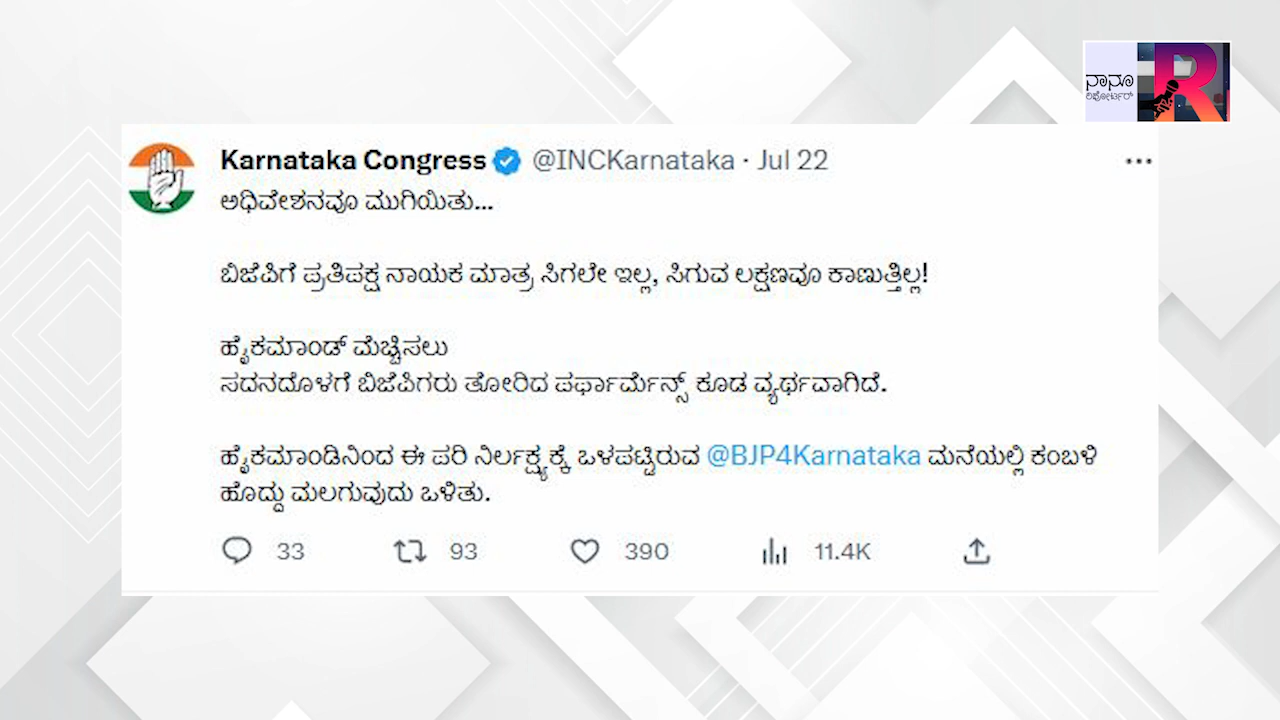 ನಾನೂ
ರಿಪೋರ್ಟರ್
R
Karnataka Congress @INCKarnataka · Jul 22
ಅಧಿವೇಶನವೂ ಮುಗಿಯಿತು...
ಬಿಜೆಪಿಗೆ ಪ್ರತಿಪಕ್ಷ ನಾಯಕ ಮಾತ್ರ ಸಿಗಲೇ ಇಲ್ಲ, ಸಿಗುವ ಲಕ್ಷಣವೂ ಕಾಣುತ್ತಿಲ್ಲ!
ಹೈಕಮಾಂಡ್ ಮೆಚ್ಚಿಸಲು
ಸದನದೊಳಗೆ ಬಿಜೆಪಿಗರು ತೋರಿದ ಪರ್ಫಾರ್ಮೆನ್ಸ್ ಕೂಡ ವ್ಯರ್ಥವಾಗಿದೆ.
ಹೈಕಮಾಂಡಿನಿಂದ ಈ ಪರಿ ನಿರ್ಲಕ್ಷ್ಯಕ್ಕೆ ಒಳಪಟ್ಟಿರುವ @BJP4Karnataka ಮನೆಯಲ್ಲಿ ಕಂಬಳಿ
ಹೊದ್ದು ಮಲಗುವುದು ಒಳಿತು.
33 93 390 11.4K